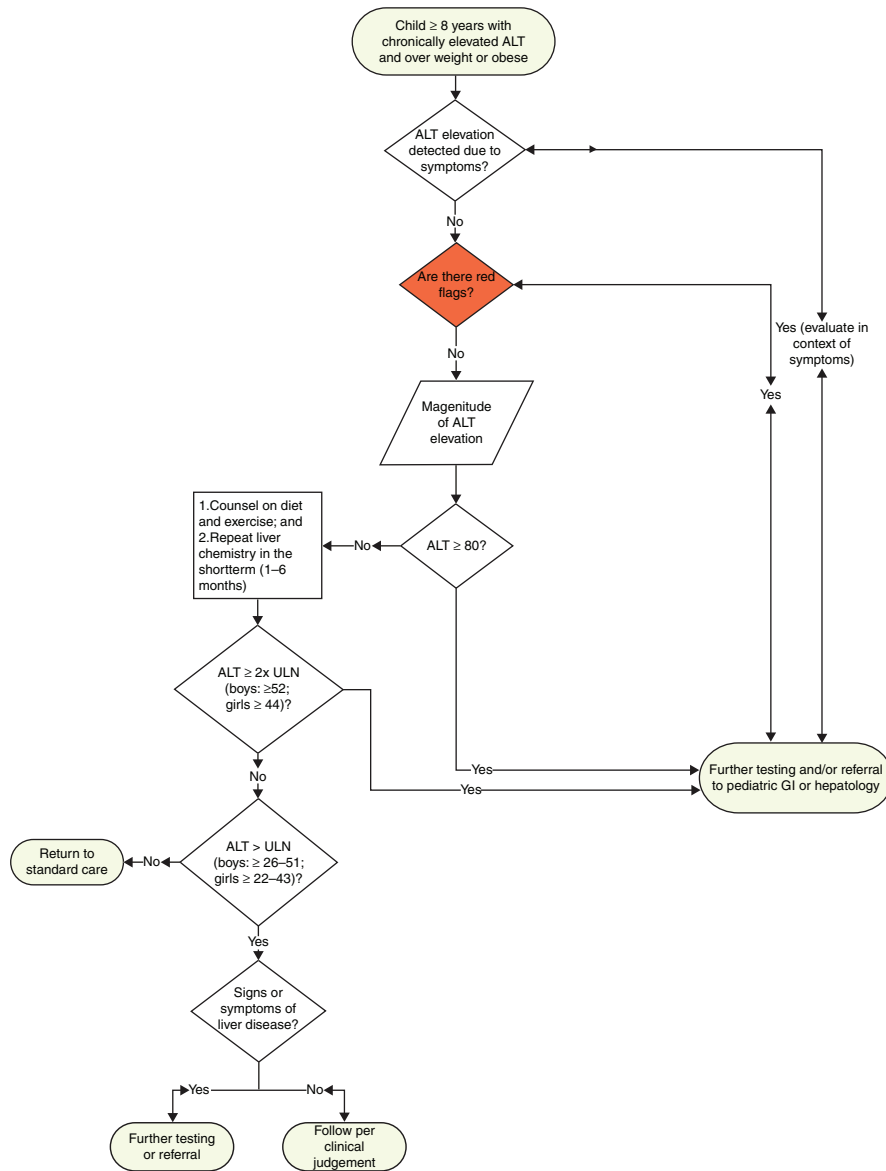 Child ≥ 8 years with
chronically elevated ALT
and over weight or obese
ALT elevation
detected due to
symptoms?
No
Are there red
flags?
Yes (evaluate in
context of
symptoms)
No
Yes
Magenitude
of ALT
elevation
1.Counsel on diet
and exercise; and
2.Repeat liver
chemistry in the
shortterm (1–6
months)
No
ALT ≥ 80?
ALT ≥ 2x ULN
(boys: ≥52;
girls ≥ 44)?
Yes
Yes
Further testing and/or referral
to pediatric GI or hepatology
No
ALT > ULN
(boys: ≥ 26–51;
girls ≥ 22–43)?
No
Return to
standard care
Yes
Signs or
symptoms of
liver disease?
Yes
No
Further testing
or referral
Follow per
clinical
judgement